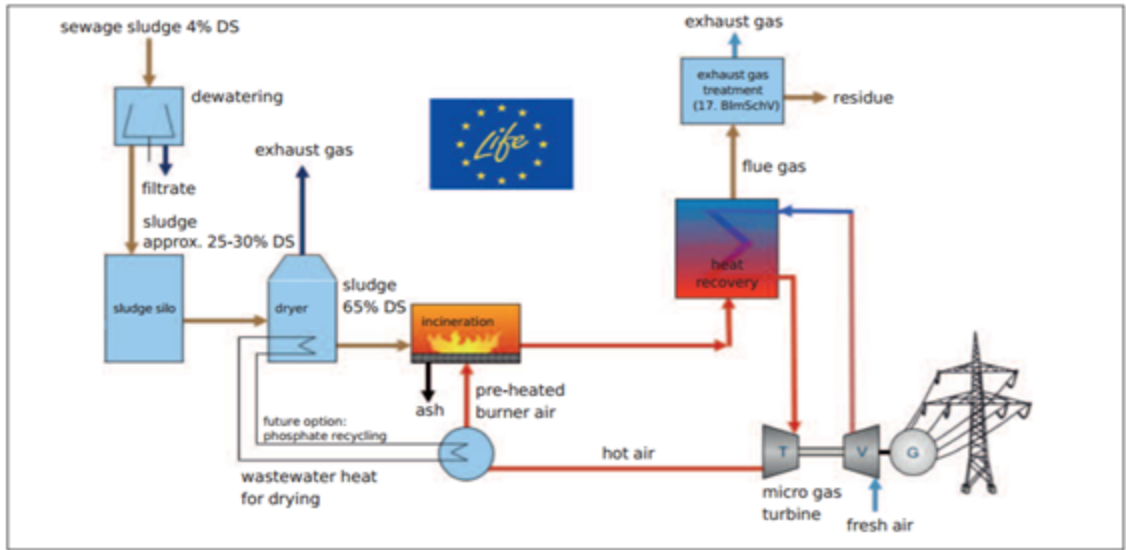 sewage sludge 4% DS
dewatering
filtrate
exhaust gas
sludge
approx. 25-30% DS
sludge silo
dryer
sludge
65% DS
incineration
ash
pre-heated
burner air
future option:
phosphate recycling
wastewater heat
for drying
Life
exhaust gas
exhaust gas
treatment
(17. BImSchV)
residue
flue gas
heat
recovery
hot air
T
V
G
micro gas
turbine
fresh air